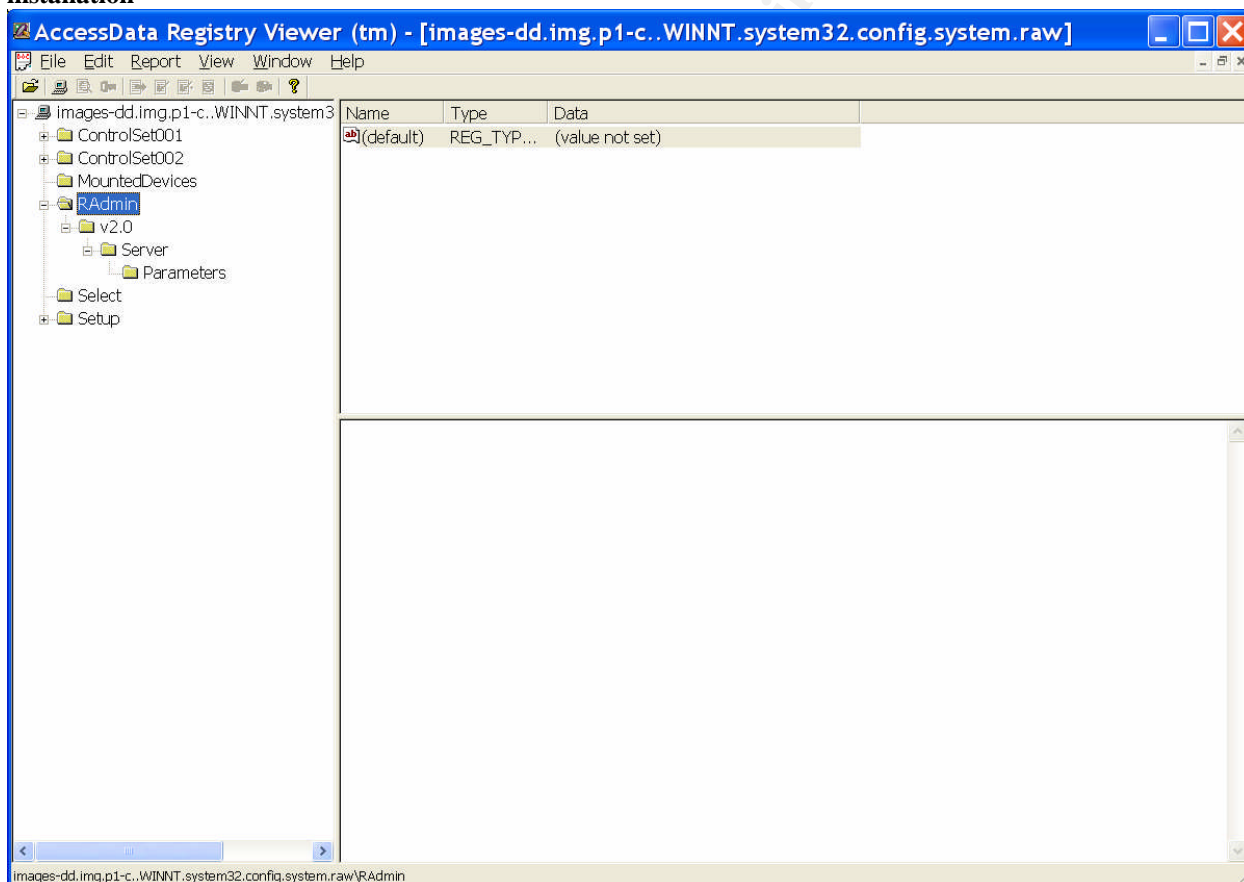 installation
AccessData Registry Viewer (tm) - [images-dd.img.p1-c..WINNT.system32.config.system.raw]
File Edit Report View Window Help
images-dd.img.p1-c..WINNT.system3
Name Type Data
ControlSet001
(default) REG_TYP... (value not set)
ControlSet002
MountedDevices
RAdmin
v2.0
Server
Parameters
Select
Setup
images-dd.img.p1-c..WINNT.system32.config.system.raw\RAdmin